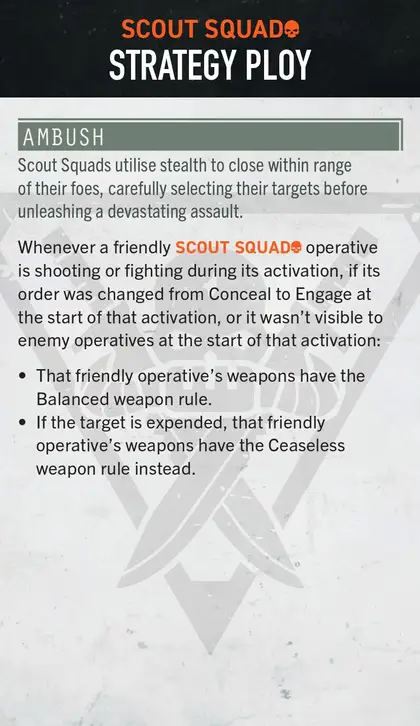 SCOUT SQUAD
STRATEGY PLOY
AMBUSH
Scout Squads utilise stealth to close within range
of their foes, carefully selecting their targets before
unleashing a devastating assault.
Whenever a friendly SCOUT SQUAD operative
is shooting or fighting during its activation, if its
order was changed from Conceal to Engage at
the start of that activation, or it wasn’t visible to
enemy operatives at the start of that activation:
• That friendly operative’s weapons have the
Balanced weapon rule.
• If the target is expended, that friendly
operative’s weapons have the Ceaseless
weapon rule instead.